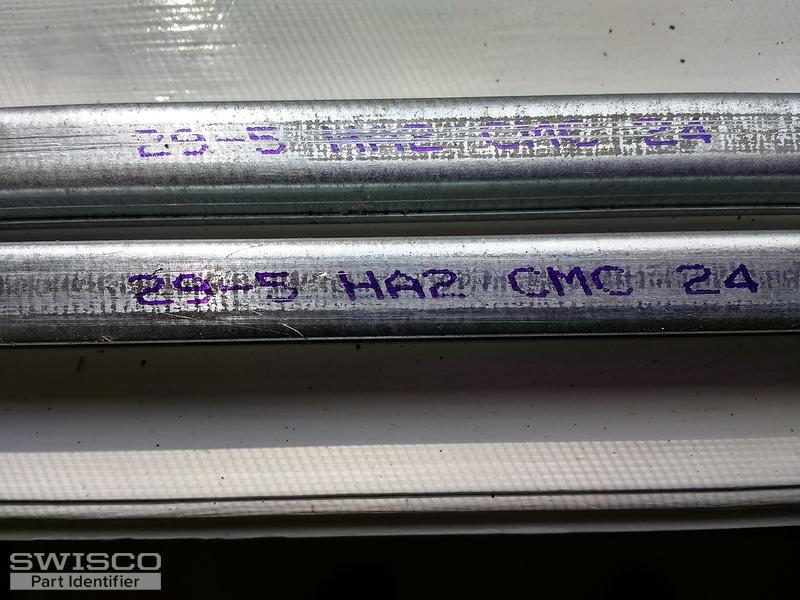 29-5 HA2 CMC 24
29-5 HA2 CMC 24
SWISCO
Part Identifier